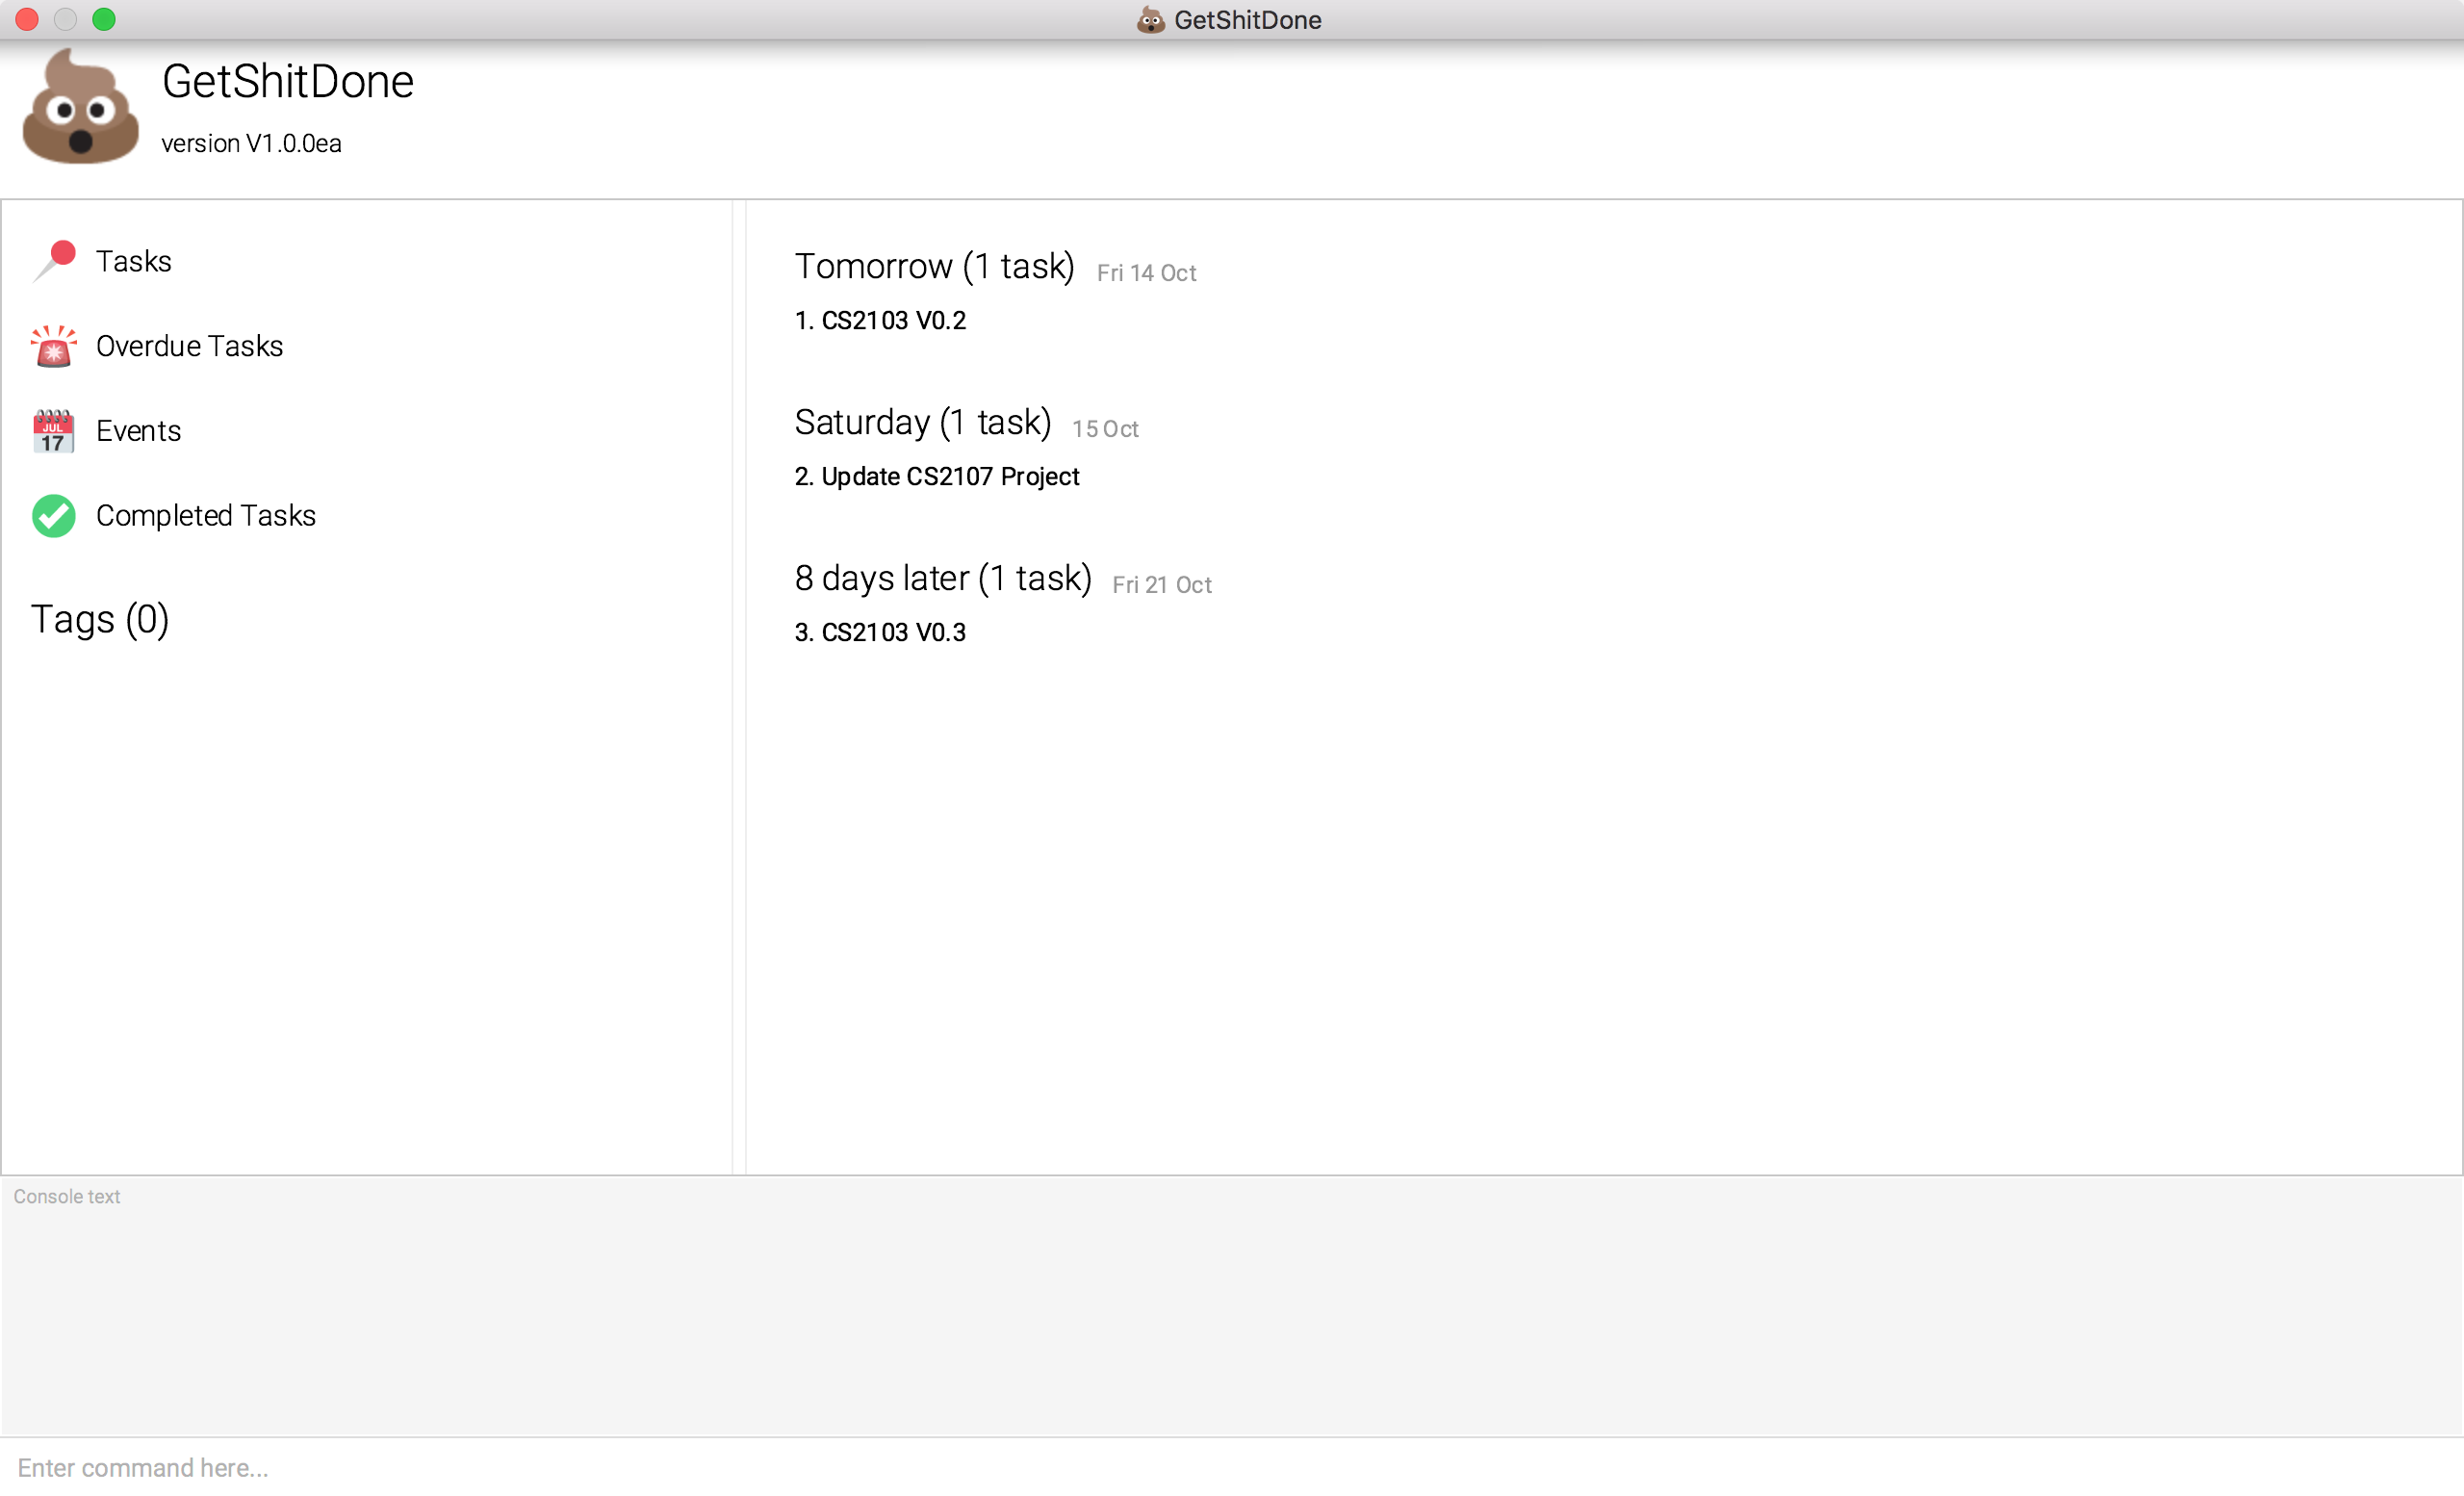 GetShitDone
GetShitDone
version V1.0.0ea
Tasks
Overdue Tasks
JUL
17
Events
Completed Tasks
Tags (0)
Tomorrow (1 task) Fri 14 Oct
1. CS2103 V0.2
Saturday (1 task) 15 Oct
2. Update CS2107 Project
8 days later (1 task) Fri 21 Oct
3. CS2103 V0.3
Console text
Enter command here...